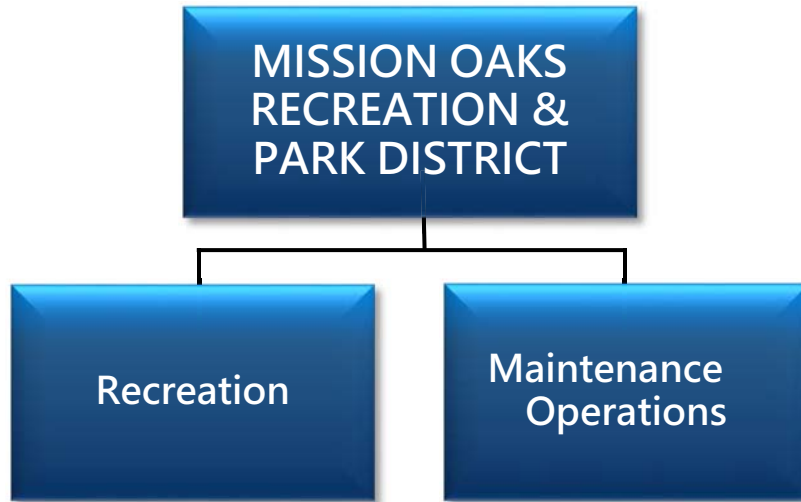 MISSION OAKS
RECREATION &
PARK DISTRICT
Recreation
Maintenance
Operations